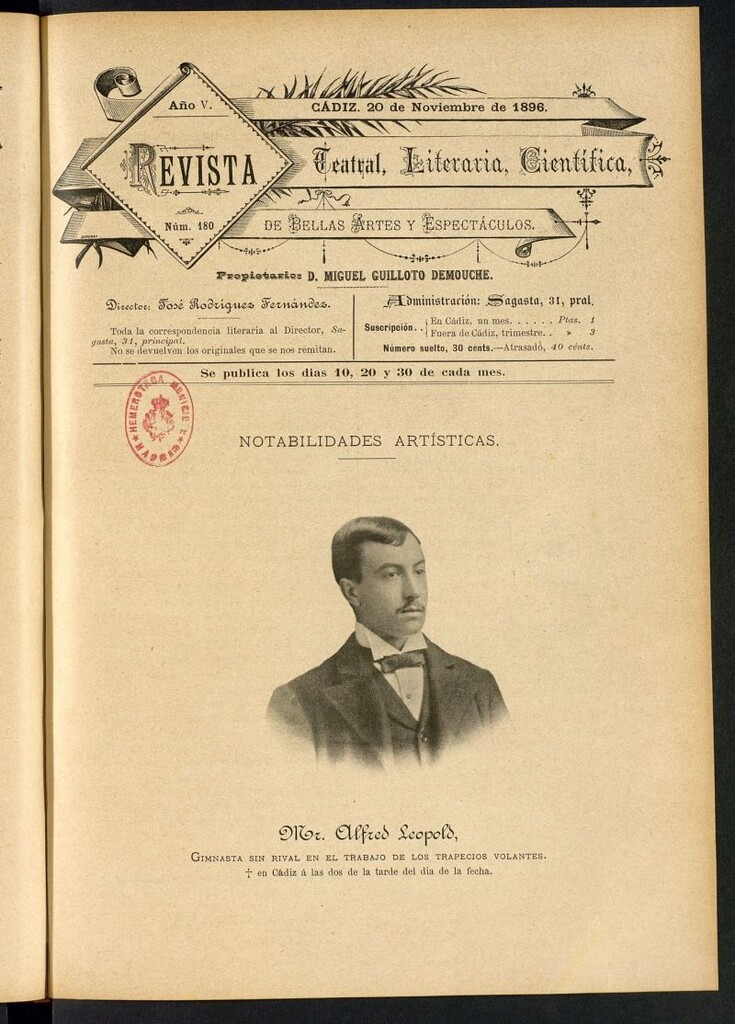 Año V.
CÁDIZ. 20 de Noviembre de 1896.
REVISTA
Teatral, Literaria, Científica,
Núm. 180
DE BELLAS ARTES Y ESPECTÁCULOS.
Propietario: D. MIGUEL GUILLOTO DEMOUCHE.
Director: José Rodríguez Fernández.
Toda la correspondencia literaria al Director, Sa-
gasta, 31, principal.
No se devuelven los originales que se nos remitan.
Administración: Sagasta, 31, pral.
Suscripción. . En Cádiz, un mes. . . . . . Ptas. 1
Fuera de Cádiz, trimestre. . » 3
Número suelto, 30 cénts.—Atrasado, 40 cénts.
Se publica los dias 10, 20 y 30 de cada mes.
HEMEROTECA MUNICIPAL
MADRID
NOTABILIDADES ARTÍSTICAS.
Mr. Alfred Leopold,
GIMNASTA SIN RIVAL EN EL TRABAJO DE LOS TRAPECIOS VOLANTES.
† en Cádiz á las dos de la tarde del dia de la fecha.